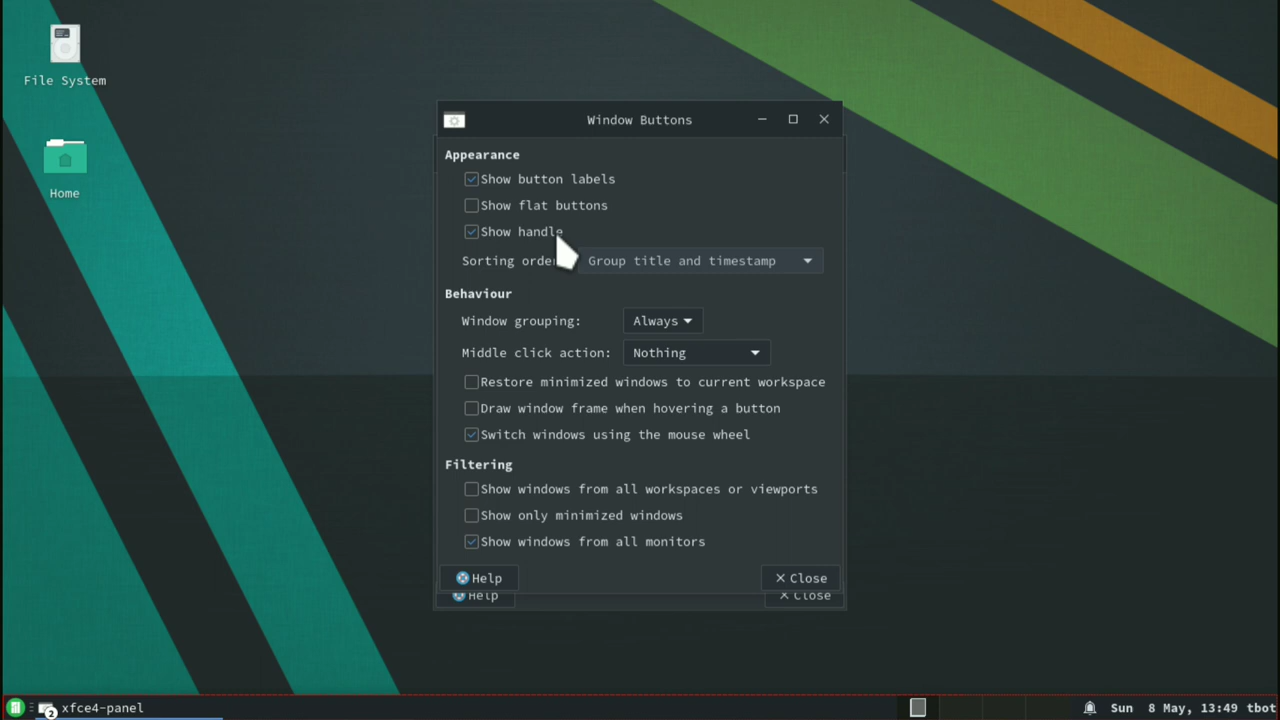 File System
Home
Window Buttons
Appearance
Show button labels
Show flat buttons
Show handle
Sorting order
Group title and timestamp
Behaviour
Window grouping:
Always
Middle click action:
Nothing
Restore minimized windows to current workspace
Draw window frame when hovering a button
Switch windows using the mouse wheel
Filtering
Show windows from all workspaces or viewports
Show only minimized windows
Show windows from all monitors
Help
Close
Help
Close
2
xfce4-panel
Sun 8 May, 13:49 tbot